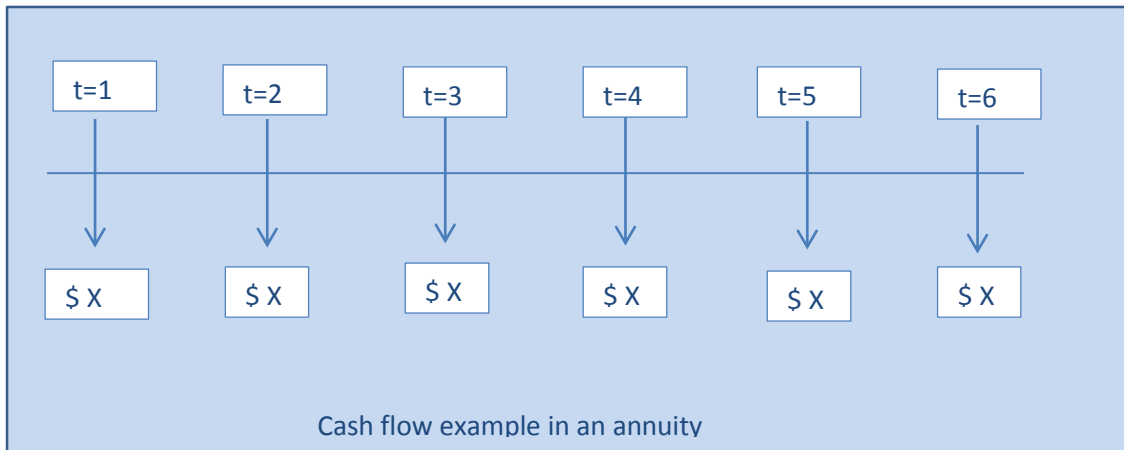 t=1 t=2 t=3 t=4 t=5 t=6
$ X $ X $ X $ X $ X $ X
Cash flow example in an annuity